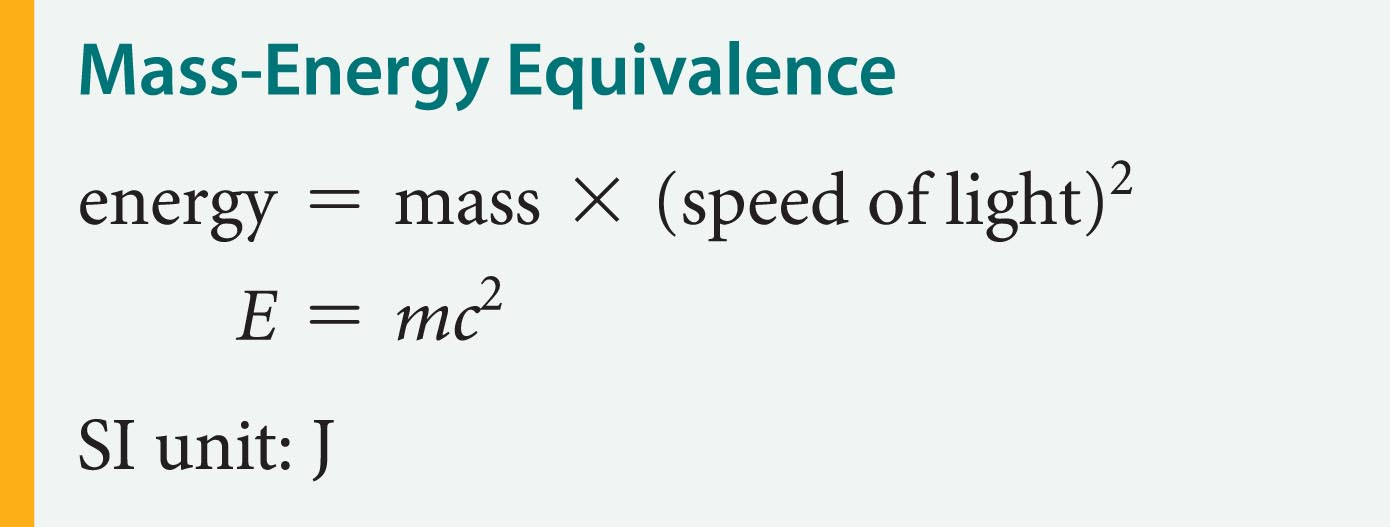 Mass-Energy Equivalence
energy = mass × (speed of light)²
E = mc²
SI unit: J